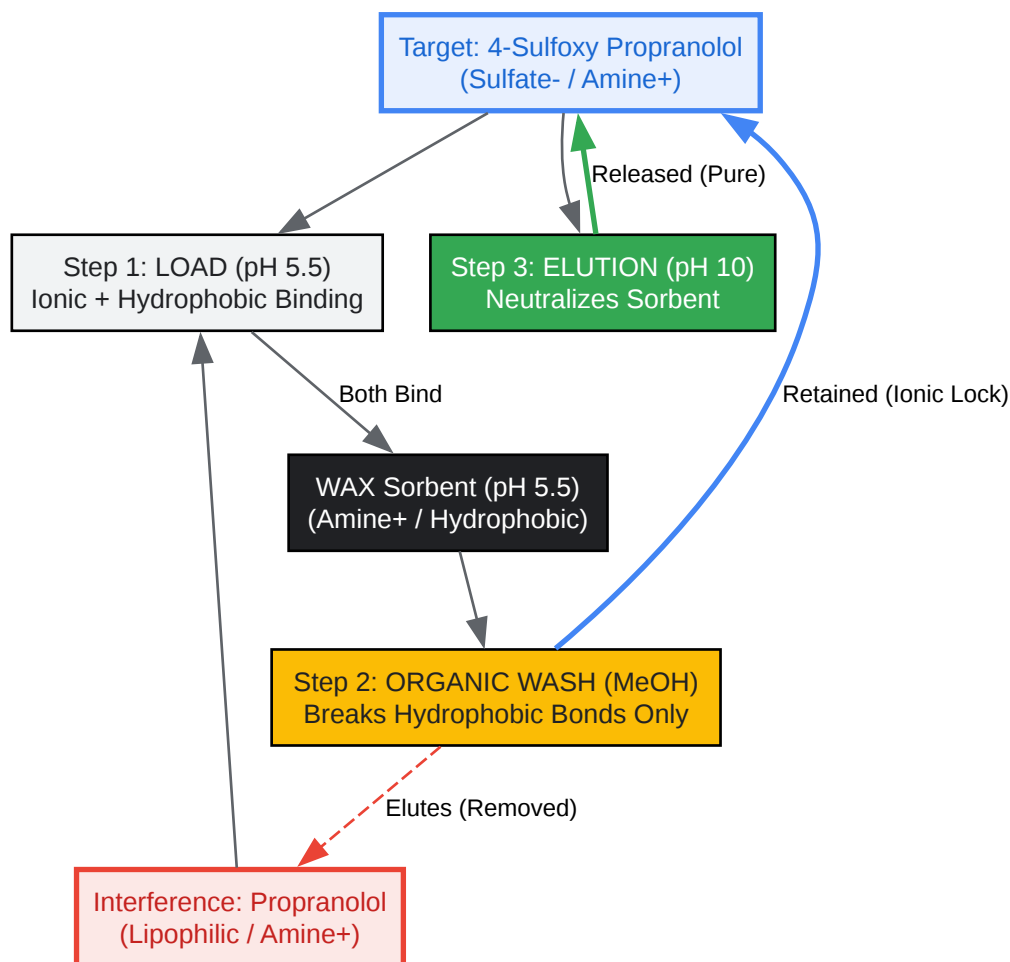 Target: 4-Sulfoxy Propranolol
(Sulfate- / Amine+)
Released (Pure)
Step 1: LOAD (pH 5.5)
Ionic + Hydrophobic Binding
Step 3: ELUTION (pH 10)
Neutralizes Sorbent
Both Bind
Retained (Ionic Lock)
WAX Sorbent (pH 5.5)
(Amine+ / Hydrophobic)
Step 2: ORGANIC WASH (MeOH)
Breaks Hydrophobic Bonds Only
Elutes (Removed)
Interference: Propranolol
(Lipophilic / Amine+)